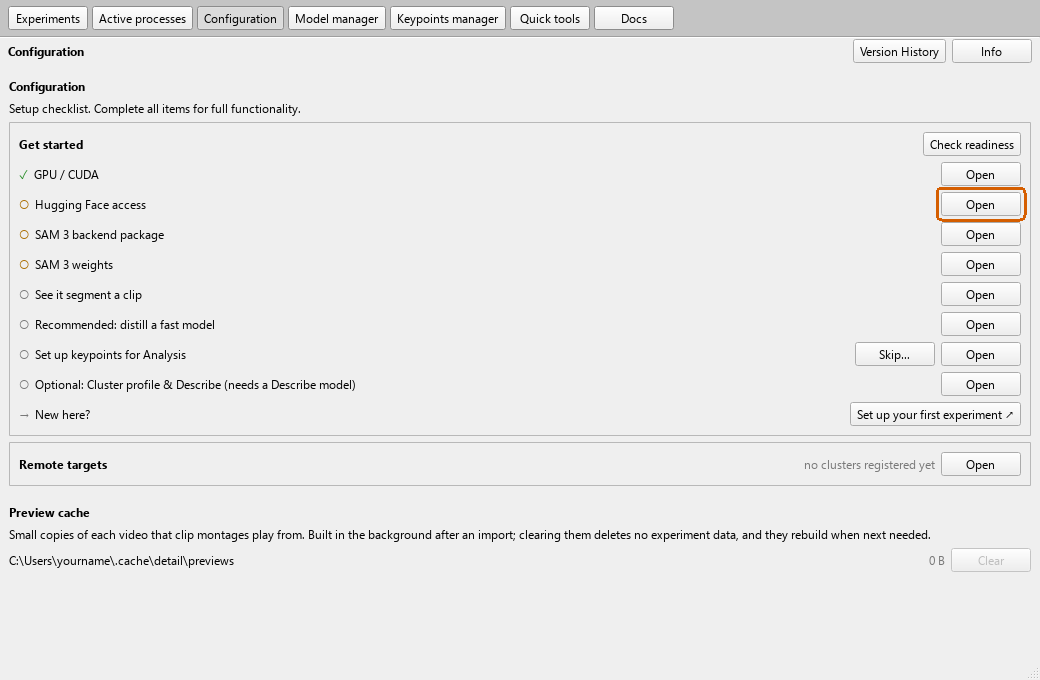 Experiments Active processes Configuration Model manager Keypoints manager Quick tools Docs
Configuration Version History Info
Configuration
Setup checklist. Complete all items for full functionality.
Get started Check readiness
✓ GPU / CUDA Open
Hugging Face access Open
SAM 3 backend package Open
SAM 3 weights Open
See it segment a clip Open
Recommended: distill a fast model Open
Set up keypoints for Analysis Skip... Open
Optional: Cluster profile & Describe (needs a Describe model) Open
→ New here? Set up your first experiment ↗
Remote targets no clusters registered yet Open
Preview cache
Small copies of each video that clip montages play from. Built in the background after an import; clearing them deletes no experiment data, and they rebuild when next needed.
C:\Users\yourname\.cache\detail\previews 0 B Clear